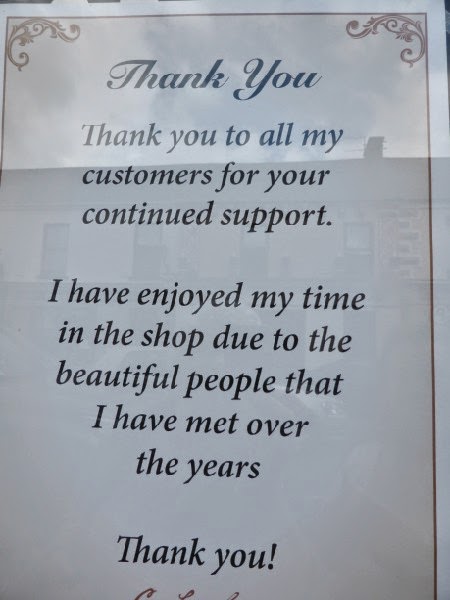 Thank You
Thank you to all my
customers for your
continued support.
I have enjoyed my time
in the shop due to the
beautiful people that
I have met over
the years
Thank you!